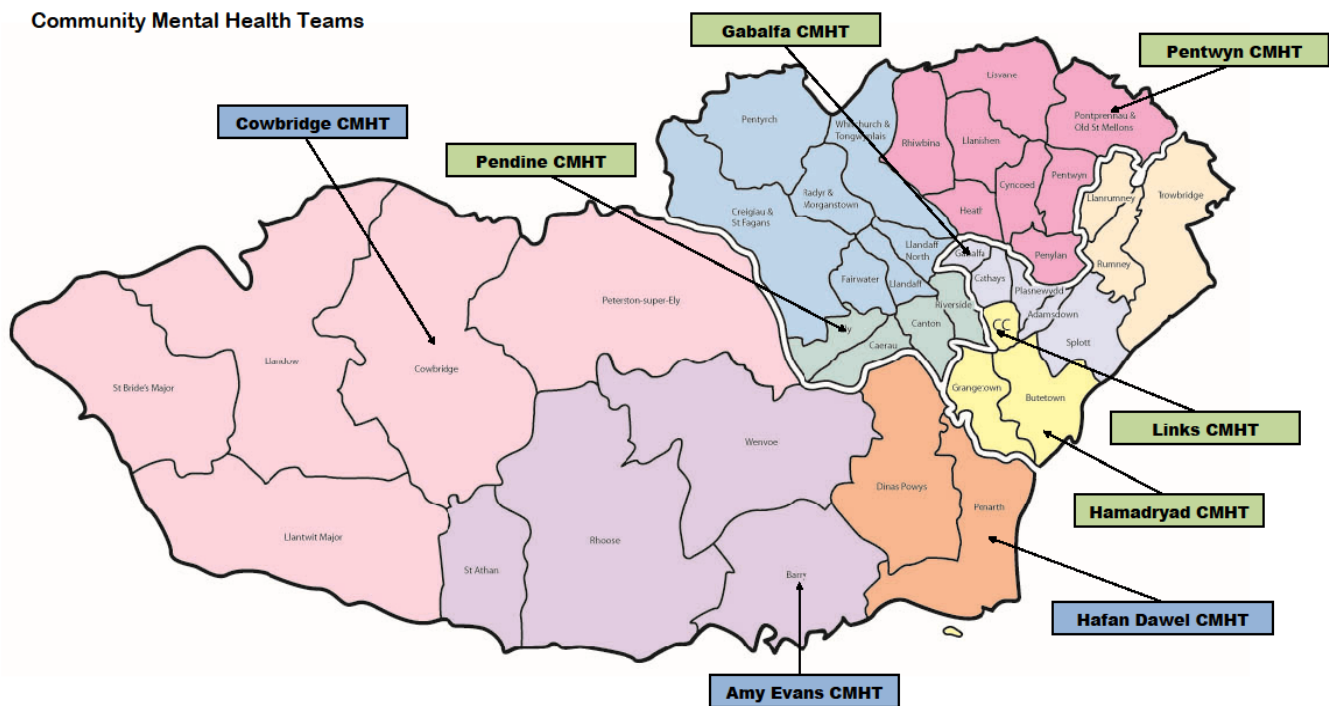 Community Mental Health Teams
Gabalfa CMHT
Pentwyn CMHT
Cowbridge CMHT
Pendine CMHT
Lisvane
Pentyrch
Whitchurch &
Tongwynlais
Pontprennau &
Old St Mellons
Rhiwbina
Llanishen
Pentwyn
Cyncoed
Radyr &
Morganstown
Llanrumney
Trowbridge
Creigiau &
St Fagans
Heath
Llandaff
North
Gabalfa
Penylan
Rumney
Fairwater
Llandaff
Cathays
Plasnewydd
Peterston-super-Ely
Riverside
Adamsdown
Ely
Canton
CC
Splott
Caerau
Llandow
Cowbridge
St Bride's Major
Grangetown
Butetown
Links CMHT
Wenvoe
Dinas Powys
Penarth
Hamadryad CMHT
Llantwit Major
Rhoose
St Athan
Barry
Hafan Dawel CMHT
Amy Evans CMHT